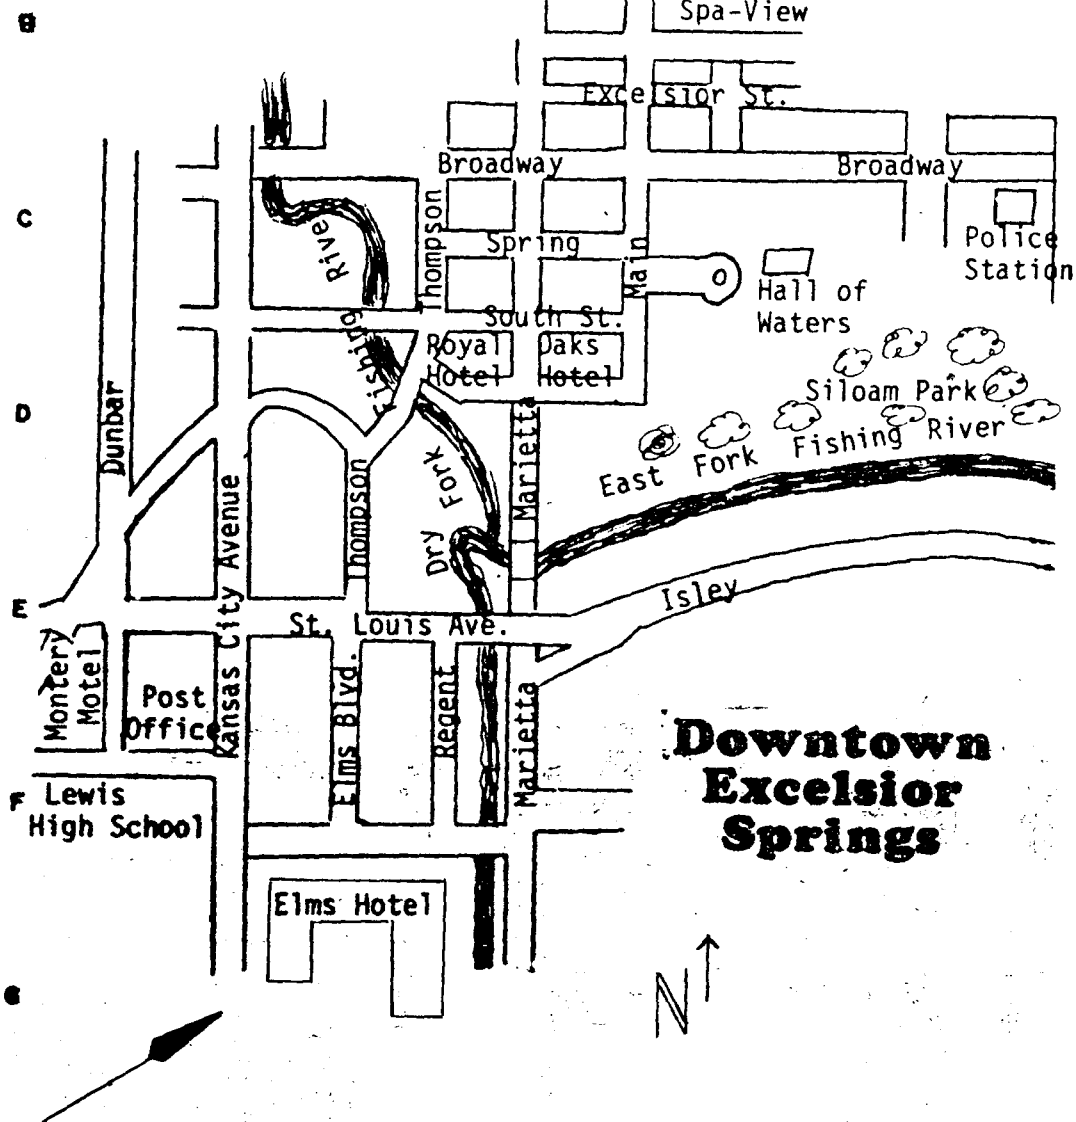 B
Spa-View
Excelsior St.
Broadway
Broadway
C
Thompson
Fishing River
Spring
Main
Police
Station
Hall of
Waters
South St.
Royal Oaks
Hotel Hotel
Siloam Park
D
Dunbar
East Fork Fishing River
Marietta
Dry Fork
Thompson
Kansas City Avenue
E
Isley
St. Louis Ave.
Montery
Motel
Post
Office
Elms Blvd.
Regent
Marietta
Downtown
Excelsior
Springs
F
Lewis
High School
Elms Hotel
N
G